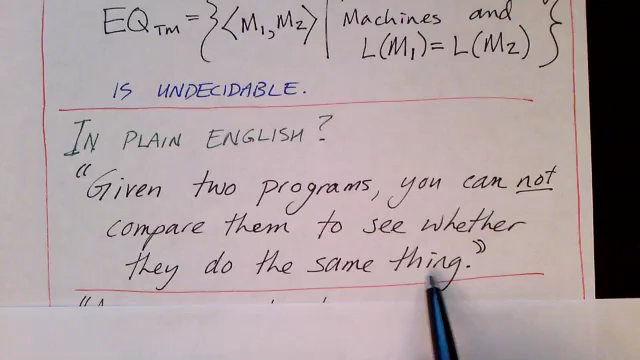 Machines and
EQTM = {⟨M1, M2⟩ | L(M1) = L(M2)}
IS UNDECIDABLE.
IN PLAIN ENGLISH?
"Given two programs, you can not
compare them to see whether
they do the same thing."